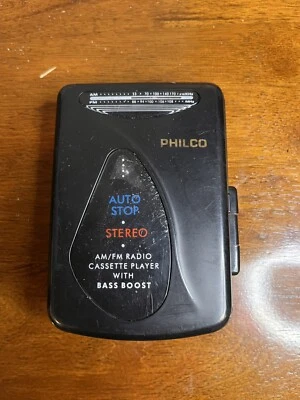 AM
FM
PHILCO
AUTO
STOP
STEREO
AM/FM RADIO
CASSETTE PLAYER
WITH
BASS BOOST